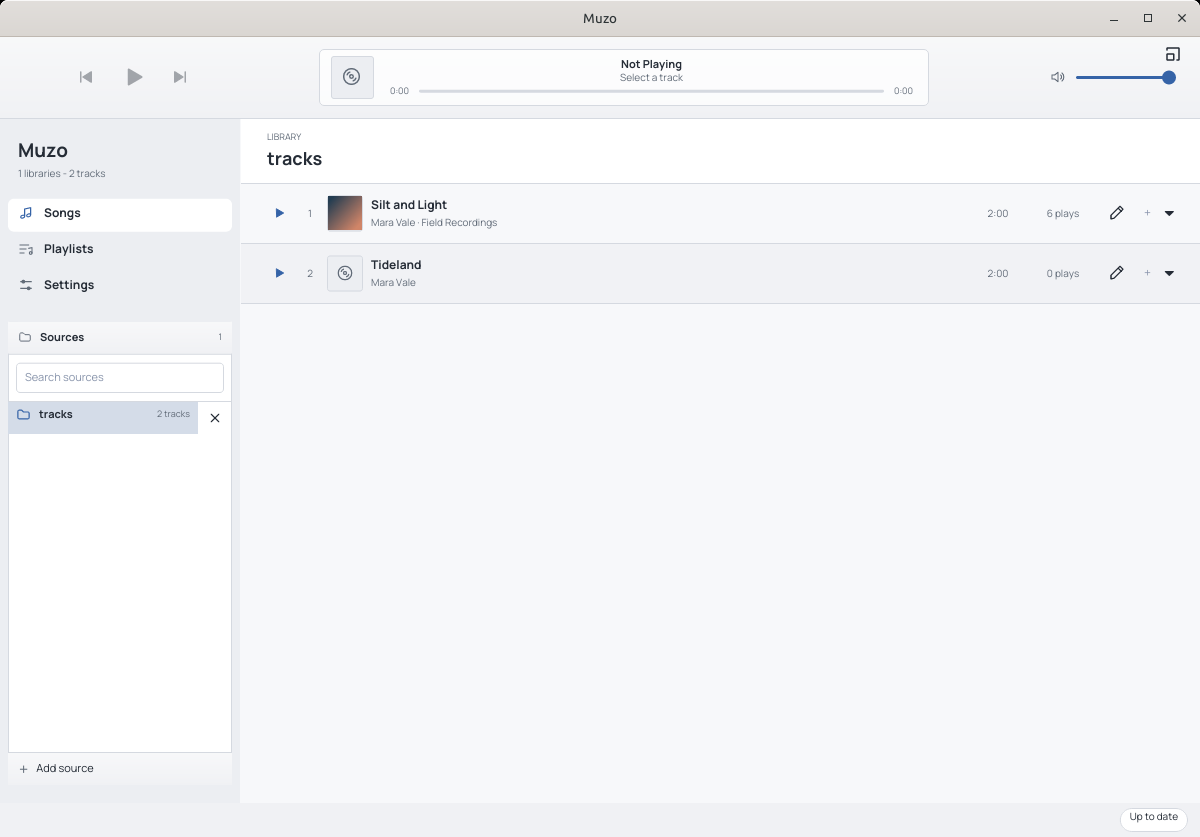 Muzo
Not Playing
Select a track
0:00
0:00
Muzo
1 libraries - 2 tracks
Songs
Playlists
Settings
Sources 1
Search sources
tracks 2 tracks
+ Add source
LIBRARY
tracks
1 Silt and Light 2:00 6 plays +
Mara Vale · Field Recordings
2 Tideland 2:00 0 plays +
Mara Vale
Up to date